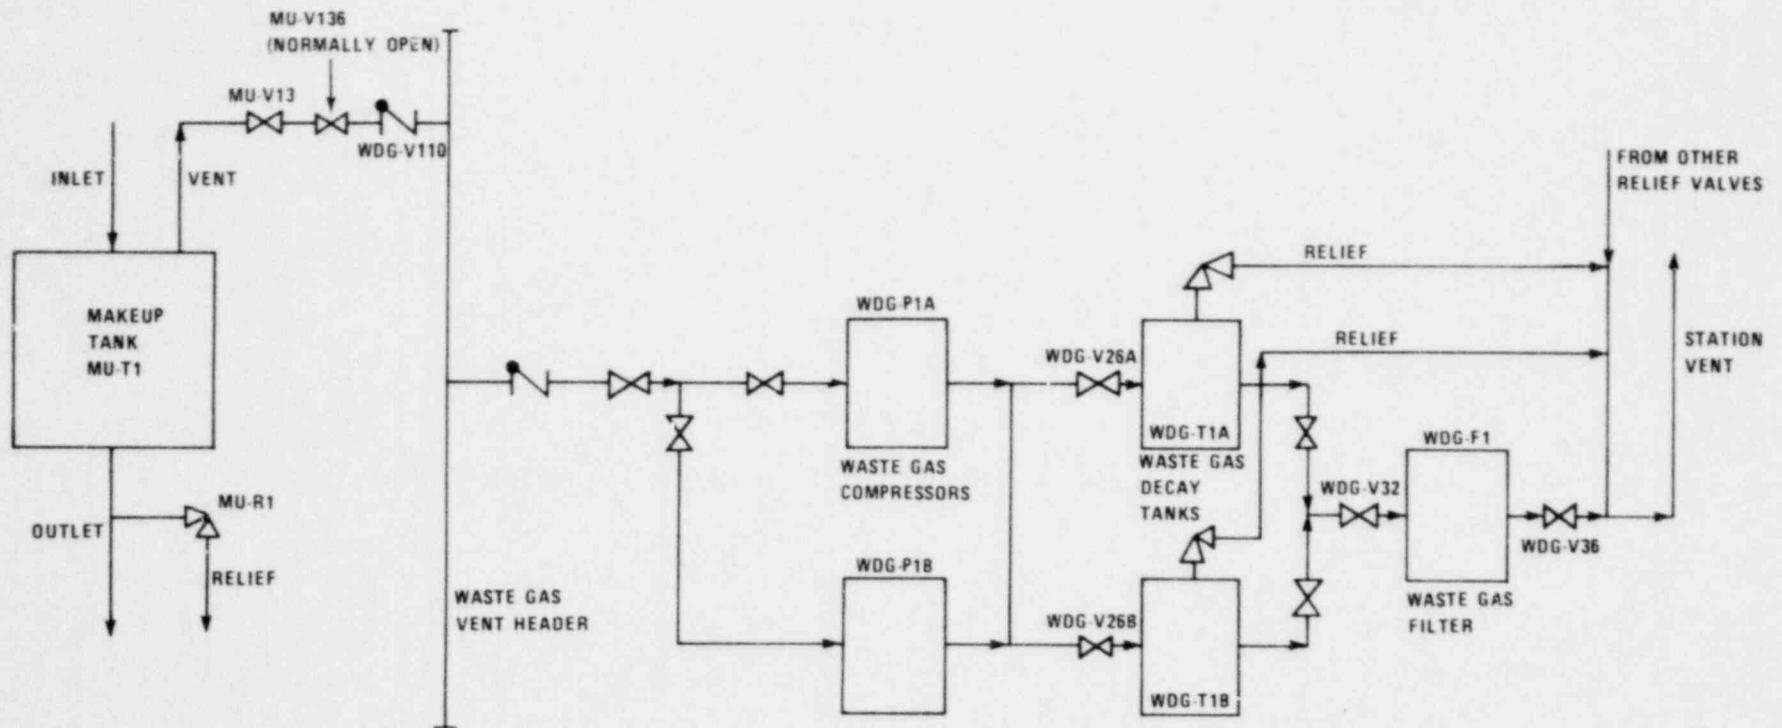 MU-V136
(NORMALLY OPEN)
MU-V13
WDG-V110
INLET
VENT
FROM OTHER
RELIEF VALVES
RELIEF
WDG-P1A
MAKEUP
TANK
MU-T1
RELIEF
STATION
VENT
WDG-V26A
WDG-T1A
WDG-F1
WASTE GAS
COMPRESSORS
WASTE GAS
DECAY
TANKS
WDG-V32
MU-R1
OUTLET
WDG-V36
RELIEF
WDG-P1B
WASTE GAS
VENT HEADER
WDG-V26B
WASTE GAS
FILTER
WDG-T1B